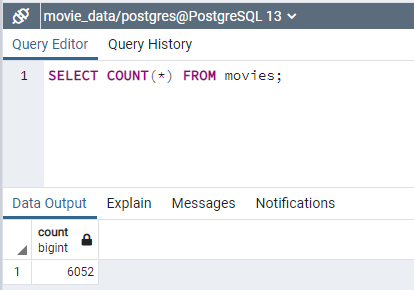 movie_data/postgres@PostgreSQL 13
Query Editor Query History
1 SELECT COUNT(*) FROM movies;
Data Output Explain Messages Notifications
count
bigint
1 6052